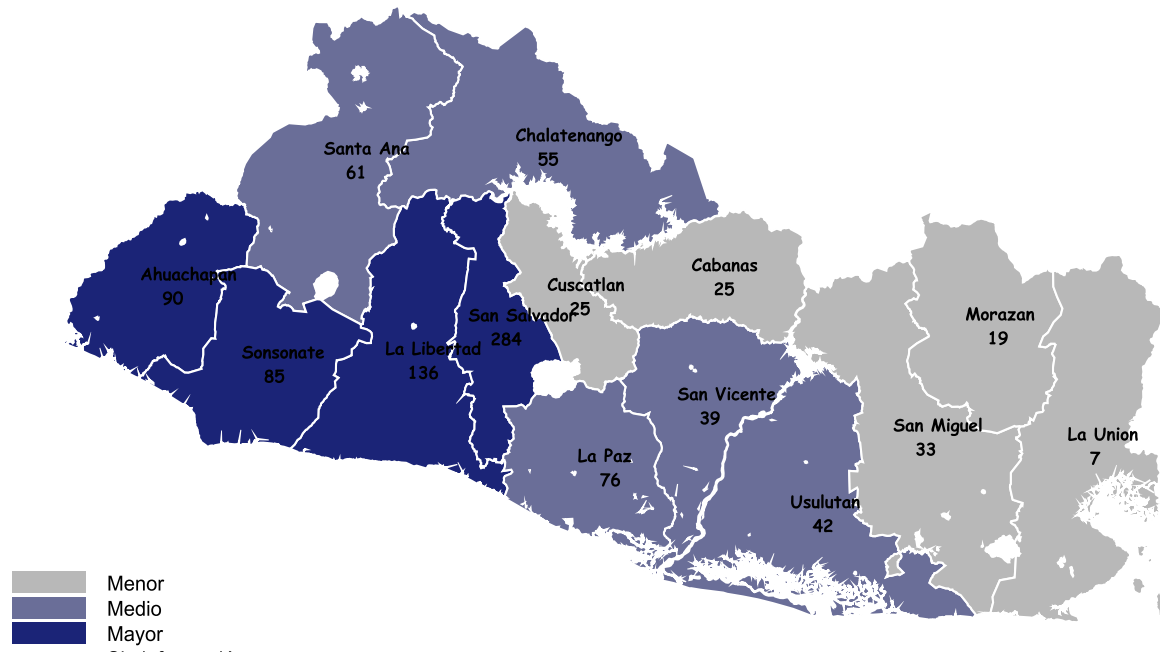 Chalatenango
55
Santa Ana
61
Ahuachapan
90
Cabanas
25
Cuscatlan
25
San Salvador
284
Morazan
19
Sonsonate
85
La Libertad
136
San Vicente
39
San Miguel
33
La Union
7
La Paz
76
Usulutan
42
Menor
Medio
Mayor